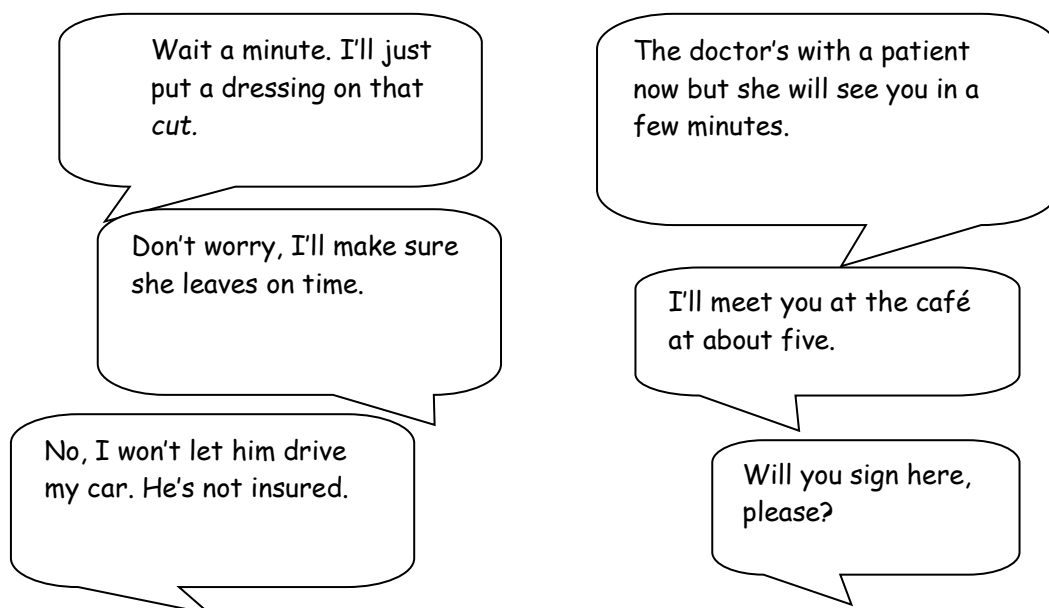 Wait a minute. I'll just
put a dressing on that
cut.
Don't worry, I'll make sure
she leaves on time.
No, I won't let him drive
my car. He's not insured.
The doctor's with a patient
now but she will see you in a
few minutes.
I'll meet you at the café
at about five.
Will you sign here,
please?